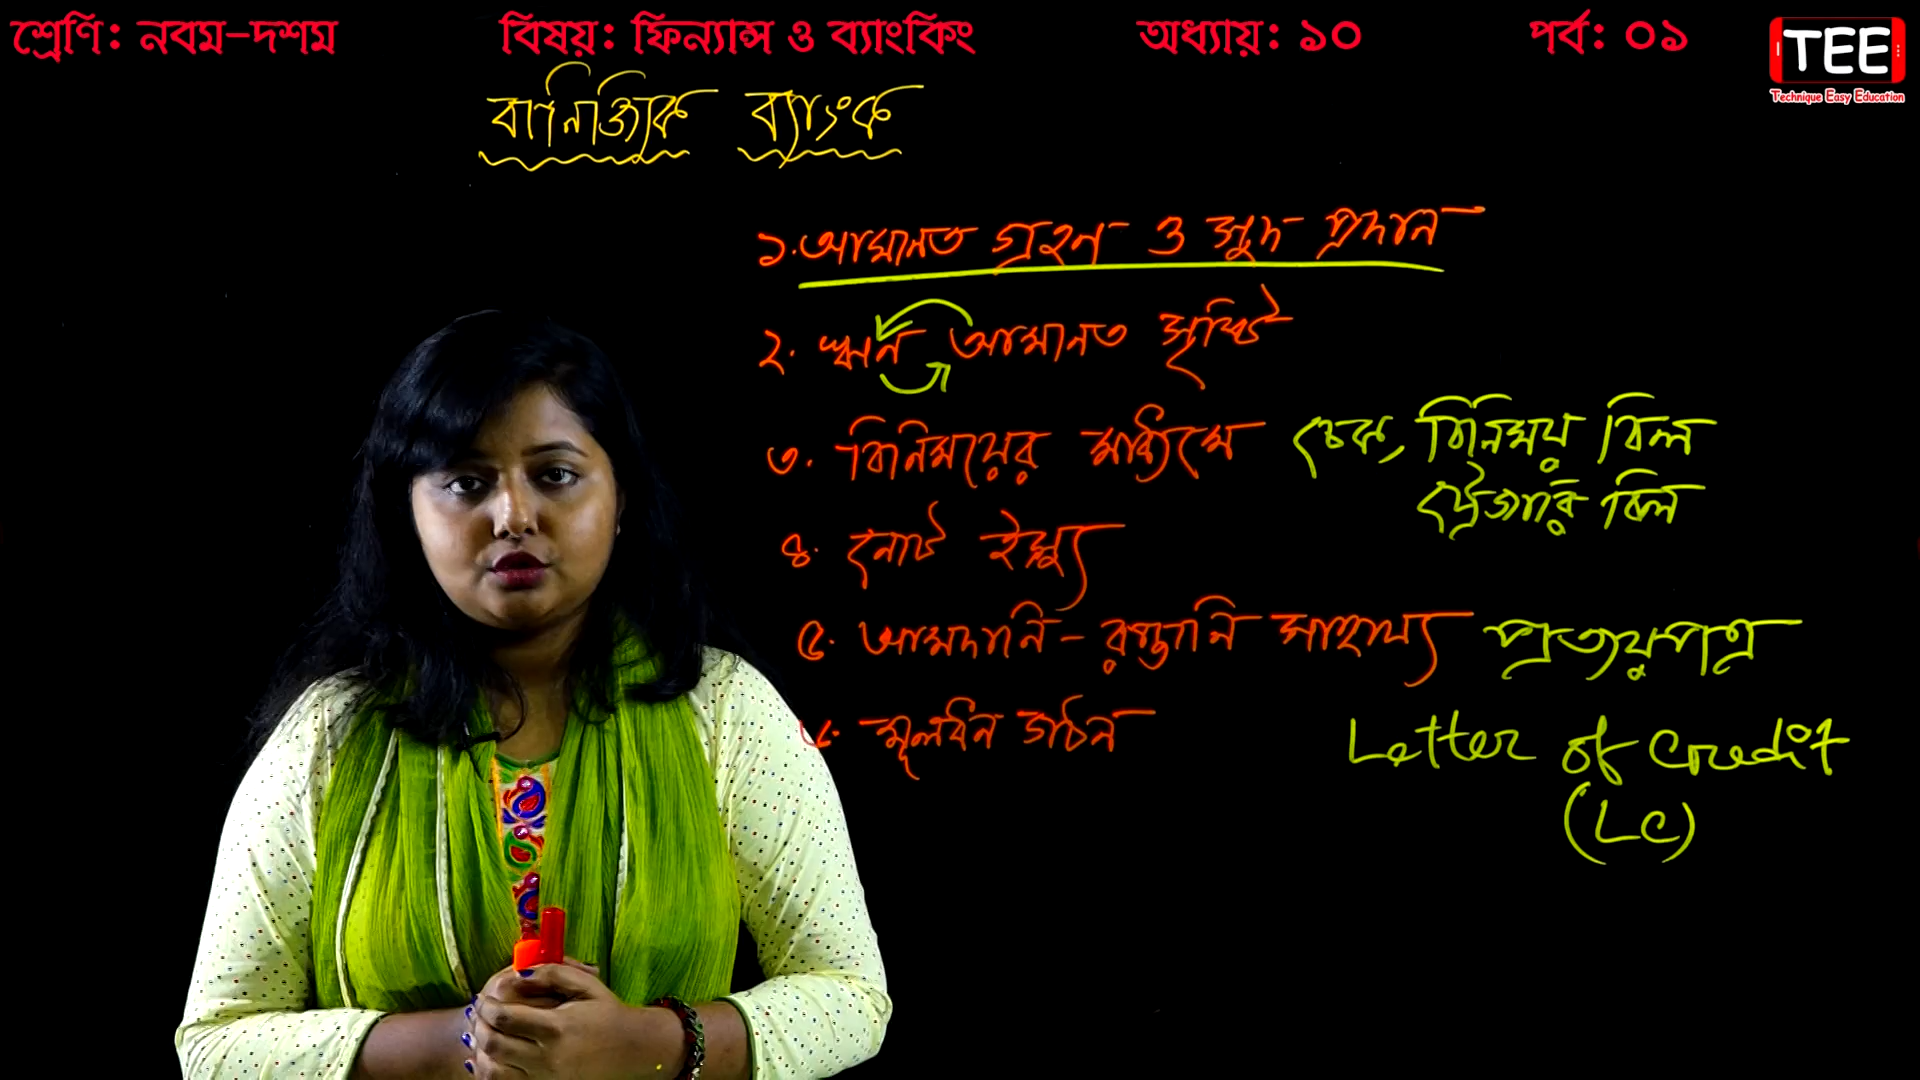 শ্রেণি: নবম-দশম বিষয়: ফিন্যান্স ও ব্যাংকিং অধ্যায়: ১০ পর্ব: ০১
TEE
Technique Easy Education
বাণিজ্যিক ব্যাংক
১. আমানত গ্রহণ ও সুদ প্রদান
২. ঋন আমানত সৃষ্টি
৩. বিনিময়ের মাধ্যমে চেক, বিনিময় বিল
ট্রেজারি বিল
৪. নোট ইস্যু
৫. আমদানি - রপ্তানি সাহায্য প্রত্যয়পত্র
৬. মূলধন গঠন Letter of Credit
(LC)